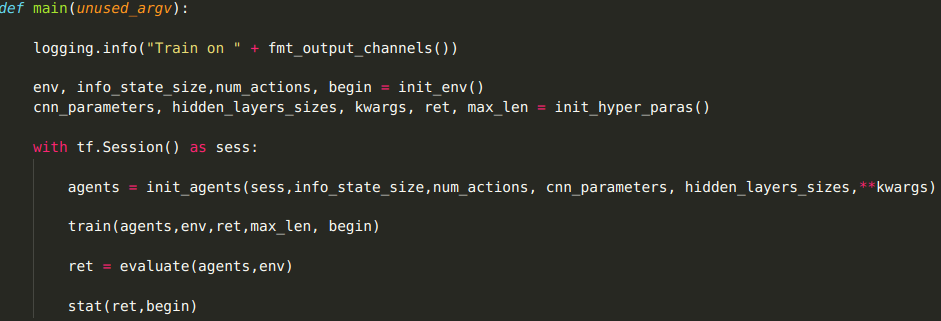 def main(unused_argv):
logging.info("Train on " + fmt_output_channels())
env, info_state_size,num_actions, begin = init_env()
cnn_parameters, hidden_layers_sizes, kwargs, ret, max_len = init_hyper_paras()
with tf.Session() as sess:
agents = init_agents(sess,info_state_size,num_actions, cnn_parameters, hidden_layers_sizes,**kwargs)
train(agents,env,ret,max_len, begin)
ret = evaluate(agents,env)
stat(ret,begin)